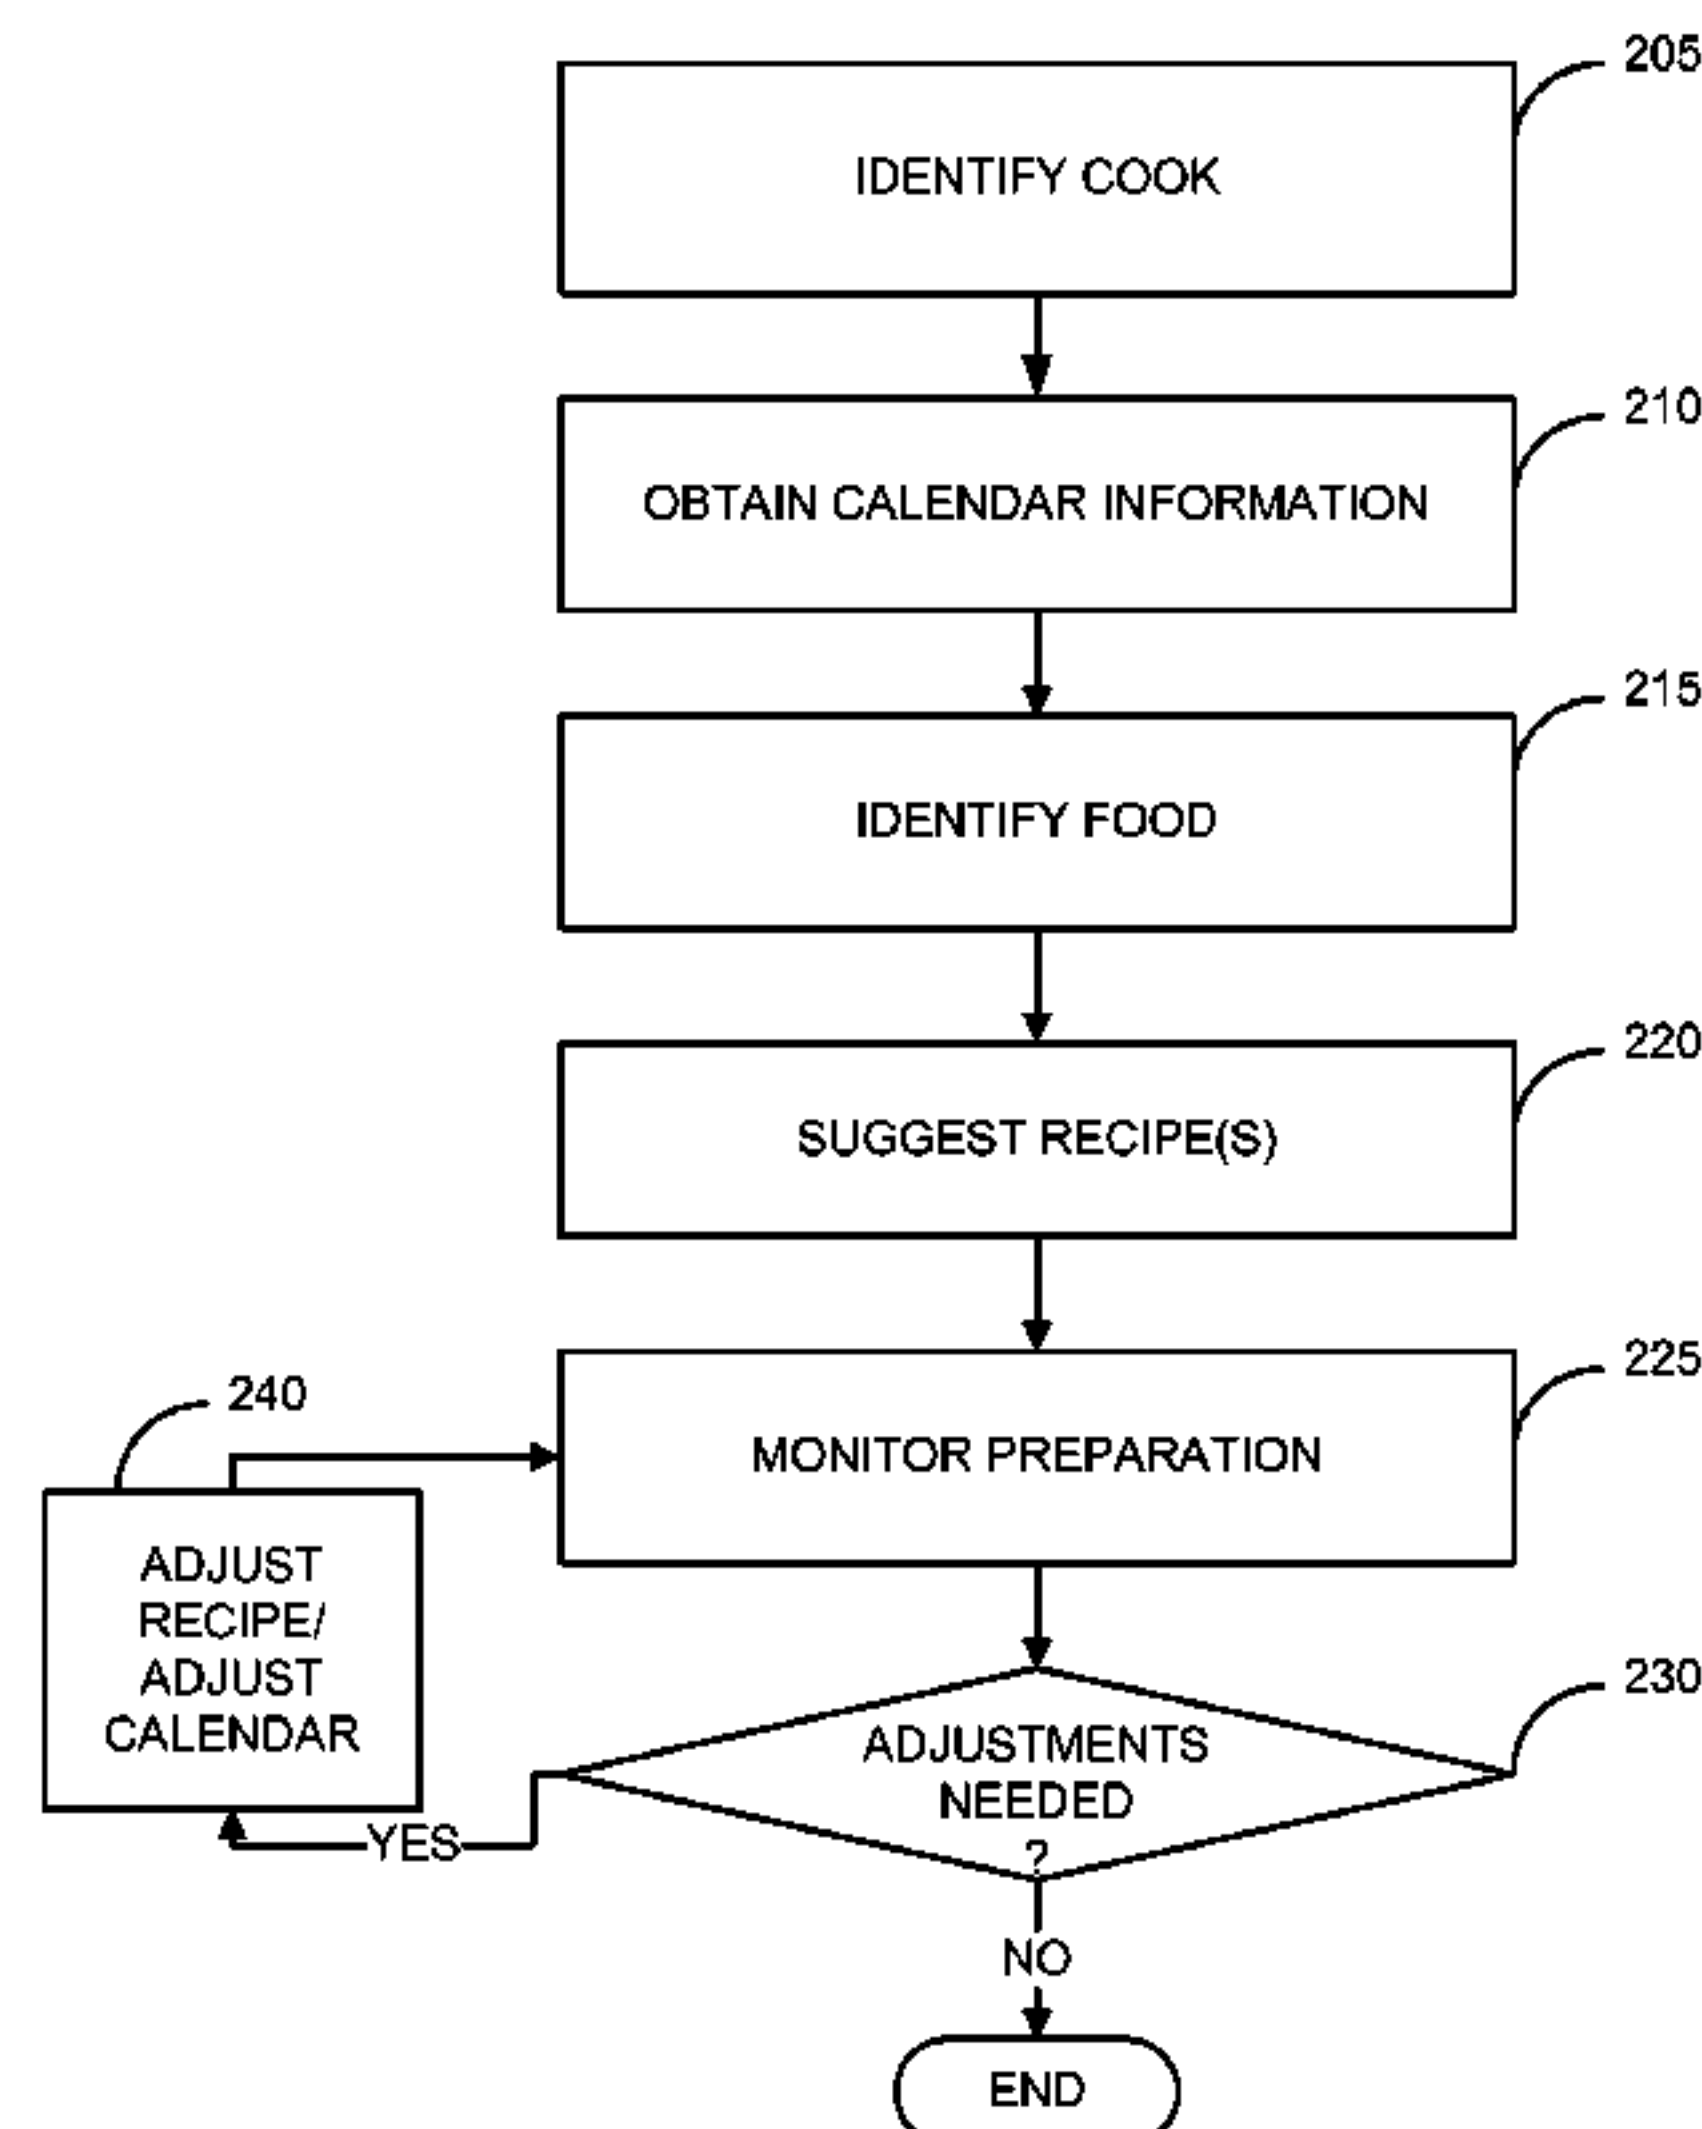 205
IDENTIFY COOK
210
OBTAIN CALENDAR INFORMATION
215
IDENTIFY FOOD
220
SUGGEST RECIPE(S)
225
MONITOR PREPARATION
240
ADJUST
RECIPE/
ADJUST
CALENDAR
230
ADJUSTMENTS
NEEDED
?
YES
NO
END